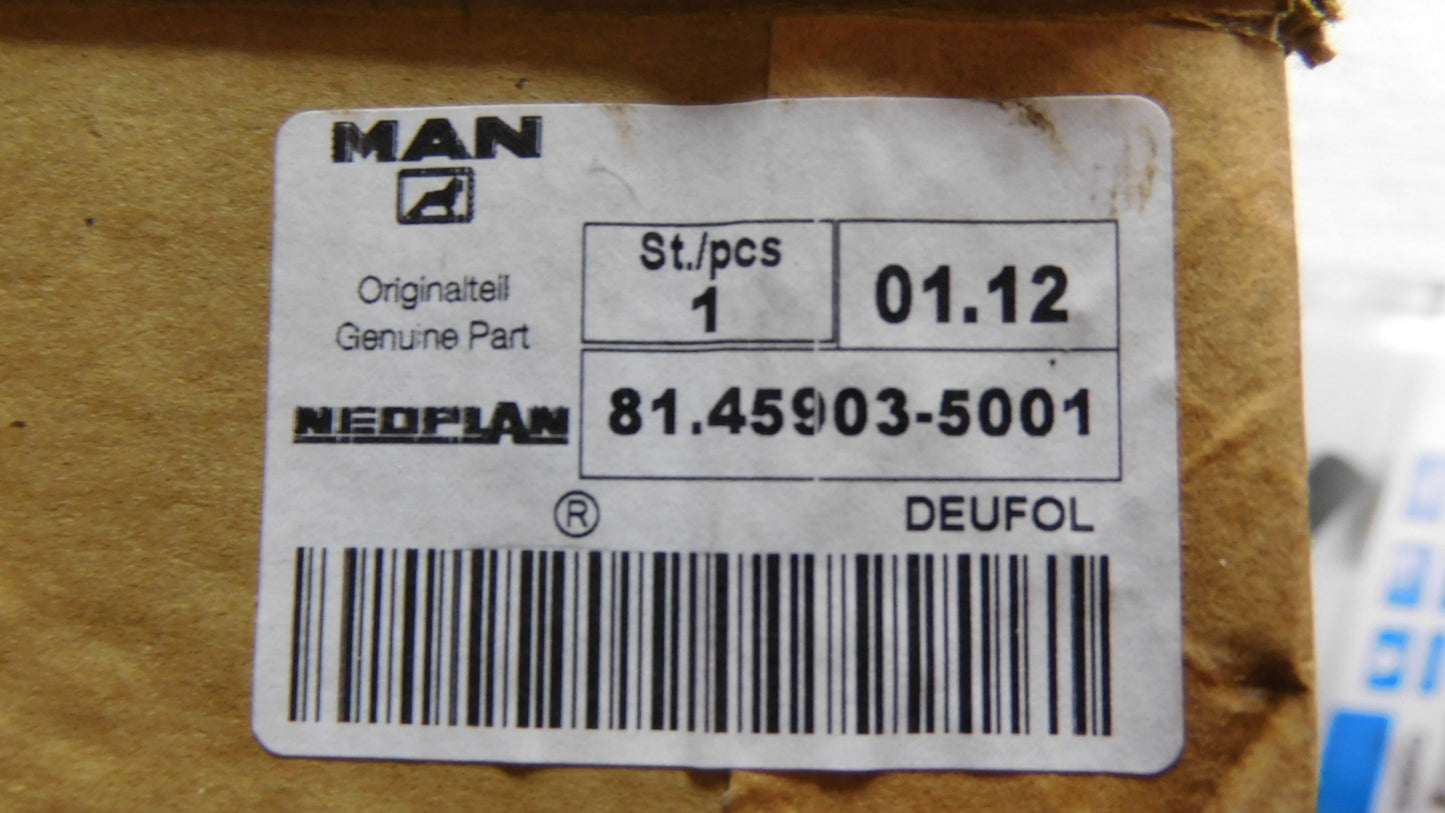 MAN
Originalteil
Genuine Part
NEOPLAN
St./pcs
1
01.12
81.45903-5001
®
DEUFOL